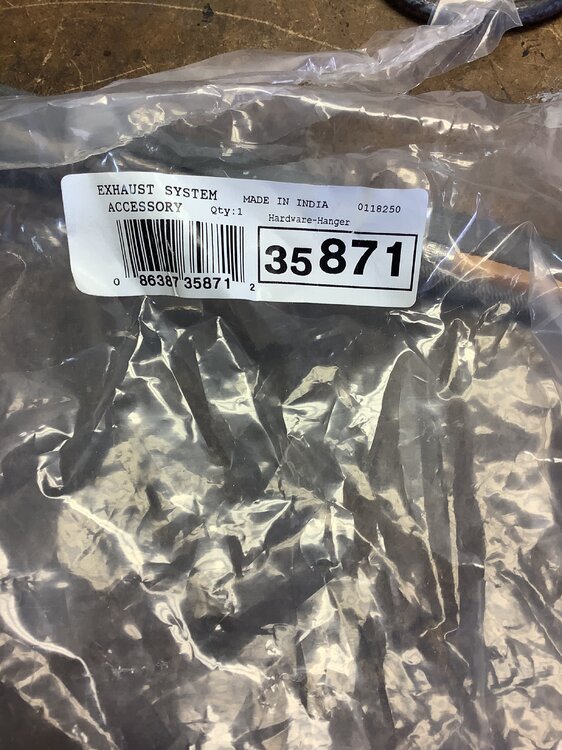 EXHAUST SYSTEM MADE IN INDIA 0118250
ACCESSORY Qty:1 Hardware-Hanger
35871
0 86387 35871 2